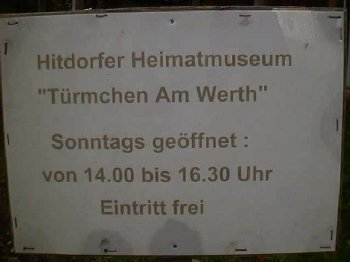 Hitdorfer Heimatmuseum
"Türmchen Am Werth"
Sonntags geöffnet :
von 14.00 bis 16.30 Uhr
Eintritt frei